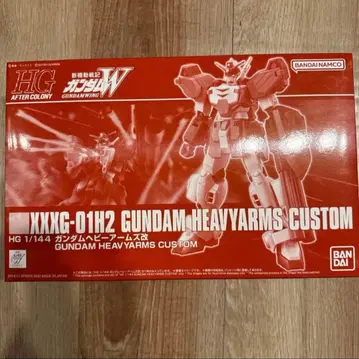 HG
AFTER COLONY
新機動戦記
ガンダムW
GUNDAM WING
BANDAI NAMCO
XXXG-01H2 GUNDAM HEAVYARMS CUSTOM
HG 1/144 ガンダムヘビーアームズ改
GUNDAM HEAVYARMS CUSTOM
BAN
DAI